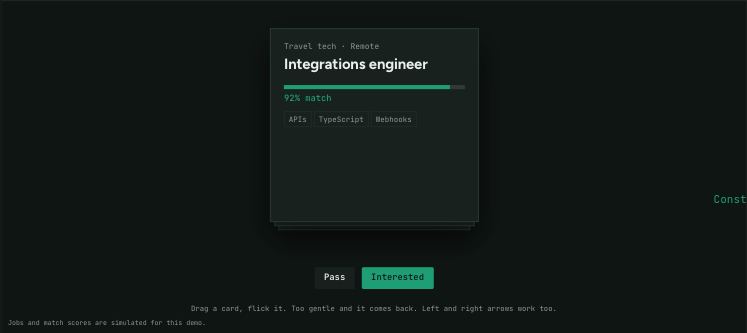 Travel tech · Remote
Integrations engineer
92% match
APIs TypeScript Webhooks
Const
Pass Interested
Drag a card, flick it. Too gentle and it comes back. Left and right arrows work too.
Jobs and match scores are simulated for this demo.